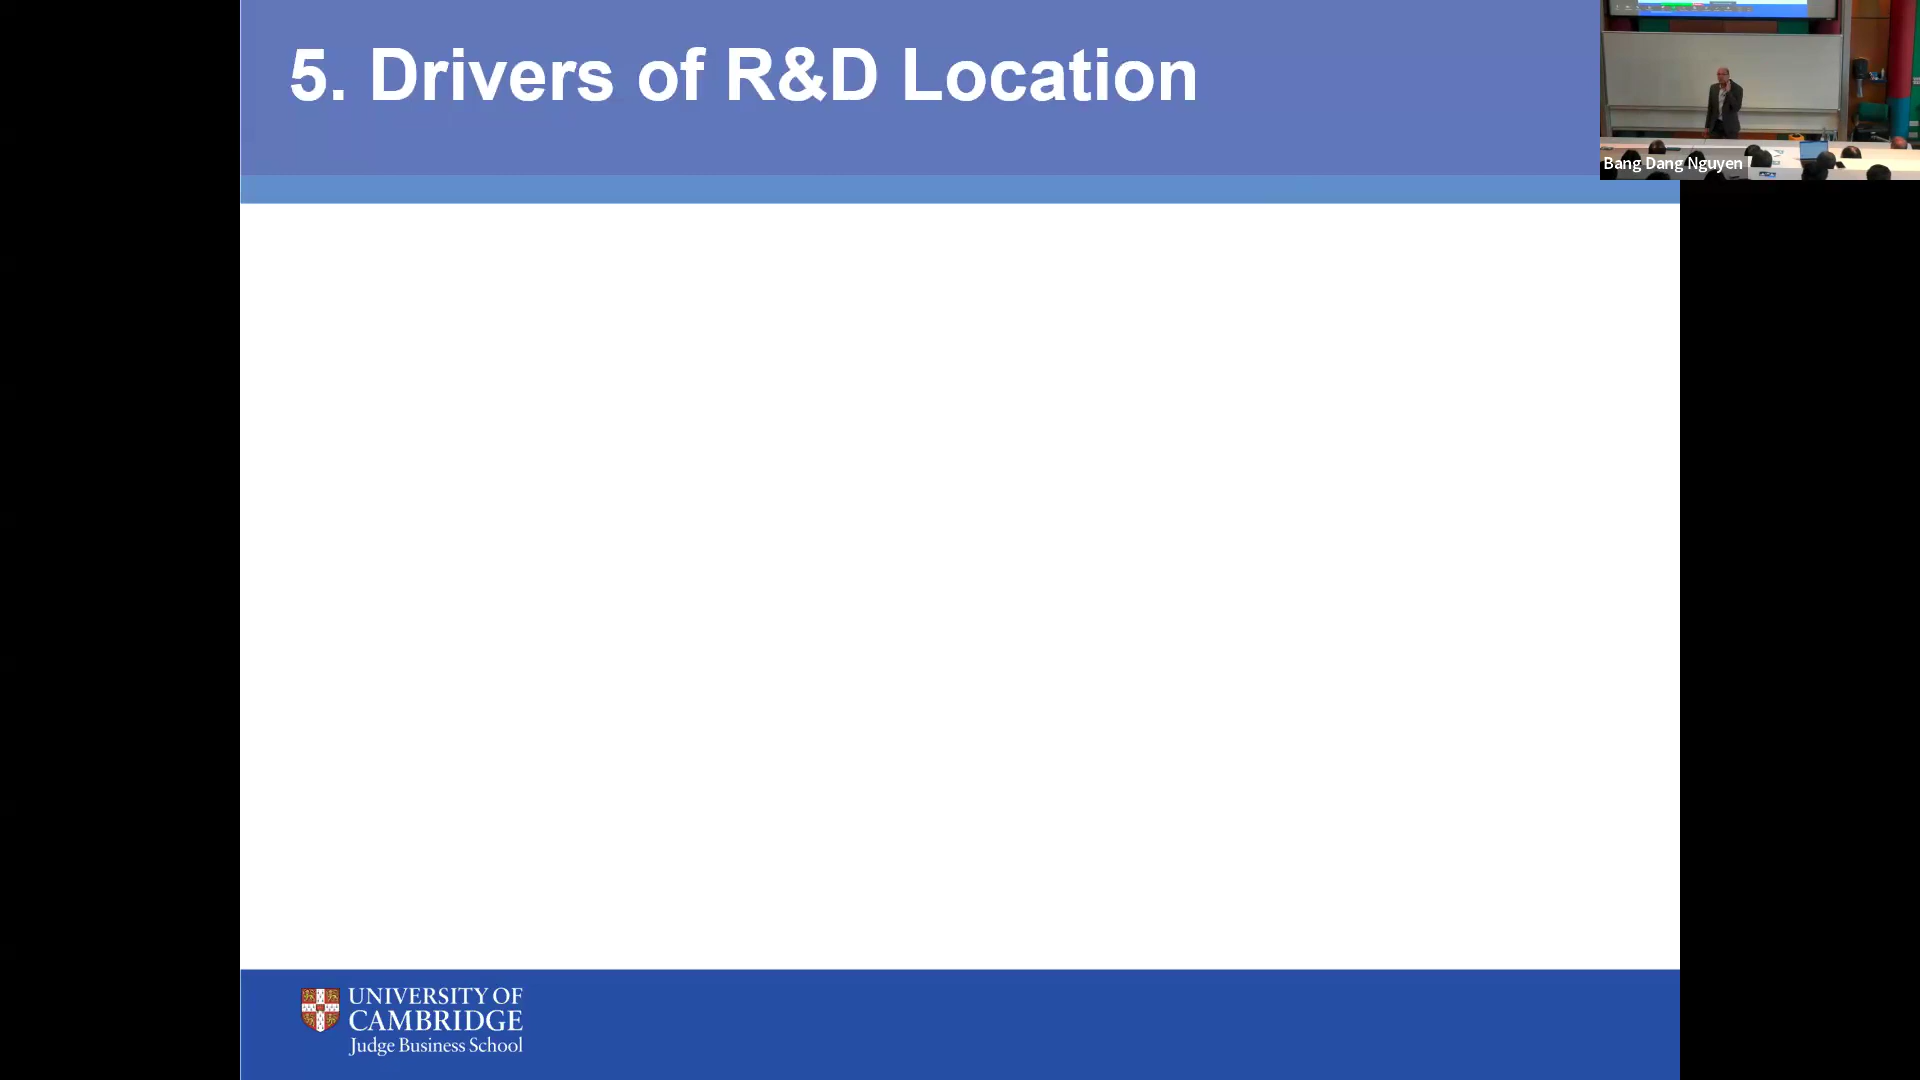 5. Drivers of R&D Location
Bang Dang Nguyen
UNIVERSITY OF
CAMBRIDGE
Judge Business School